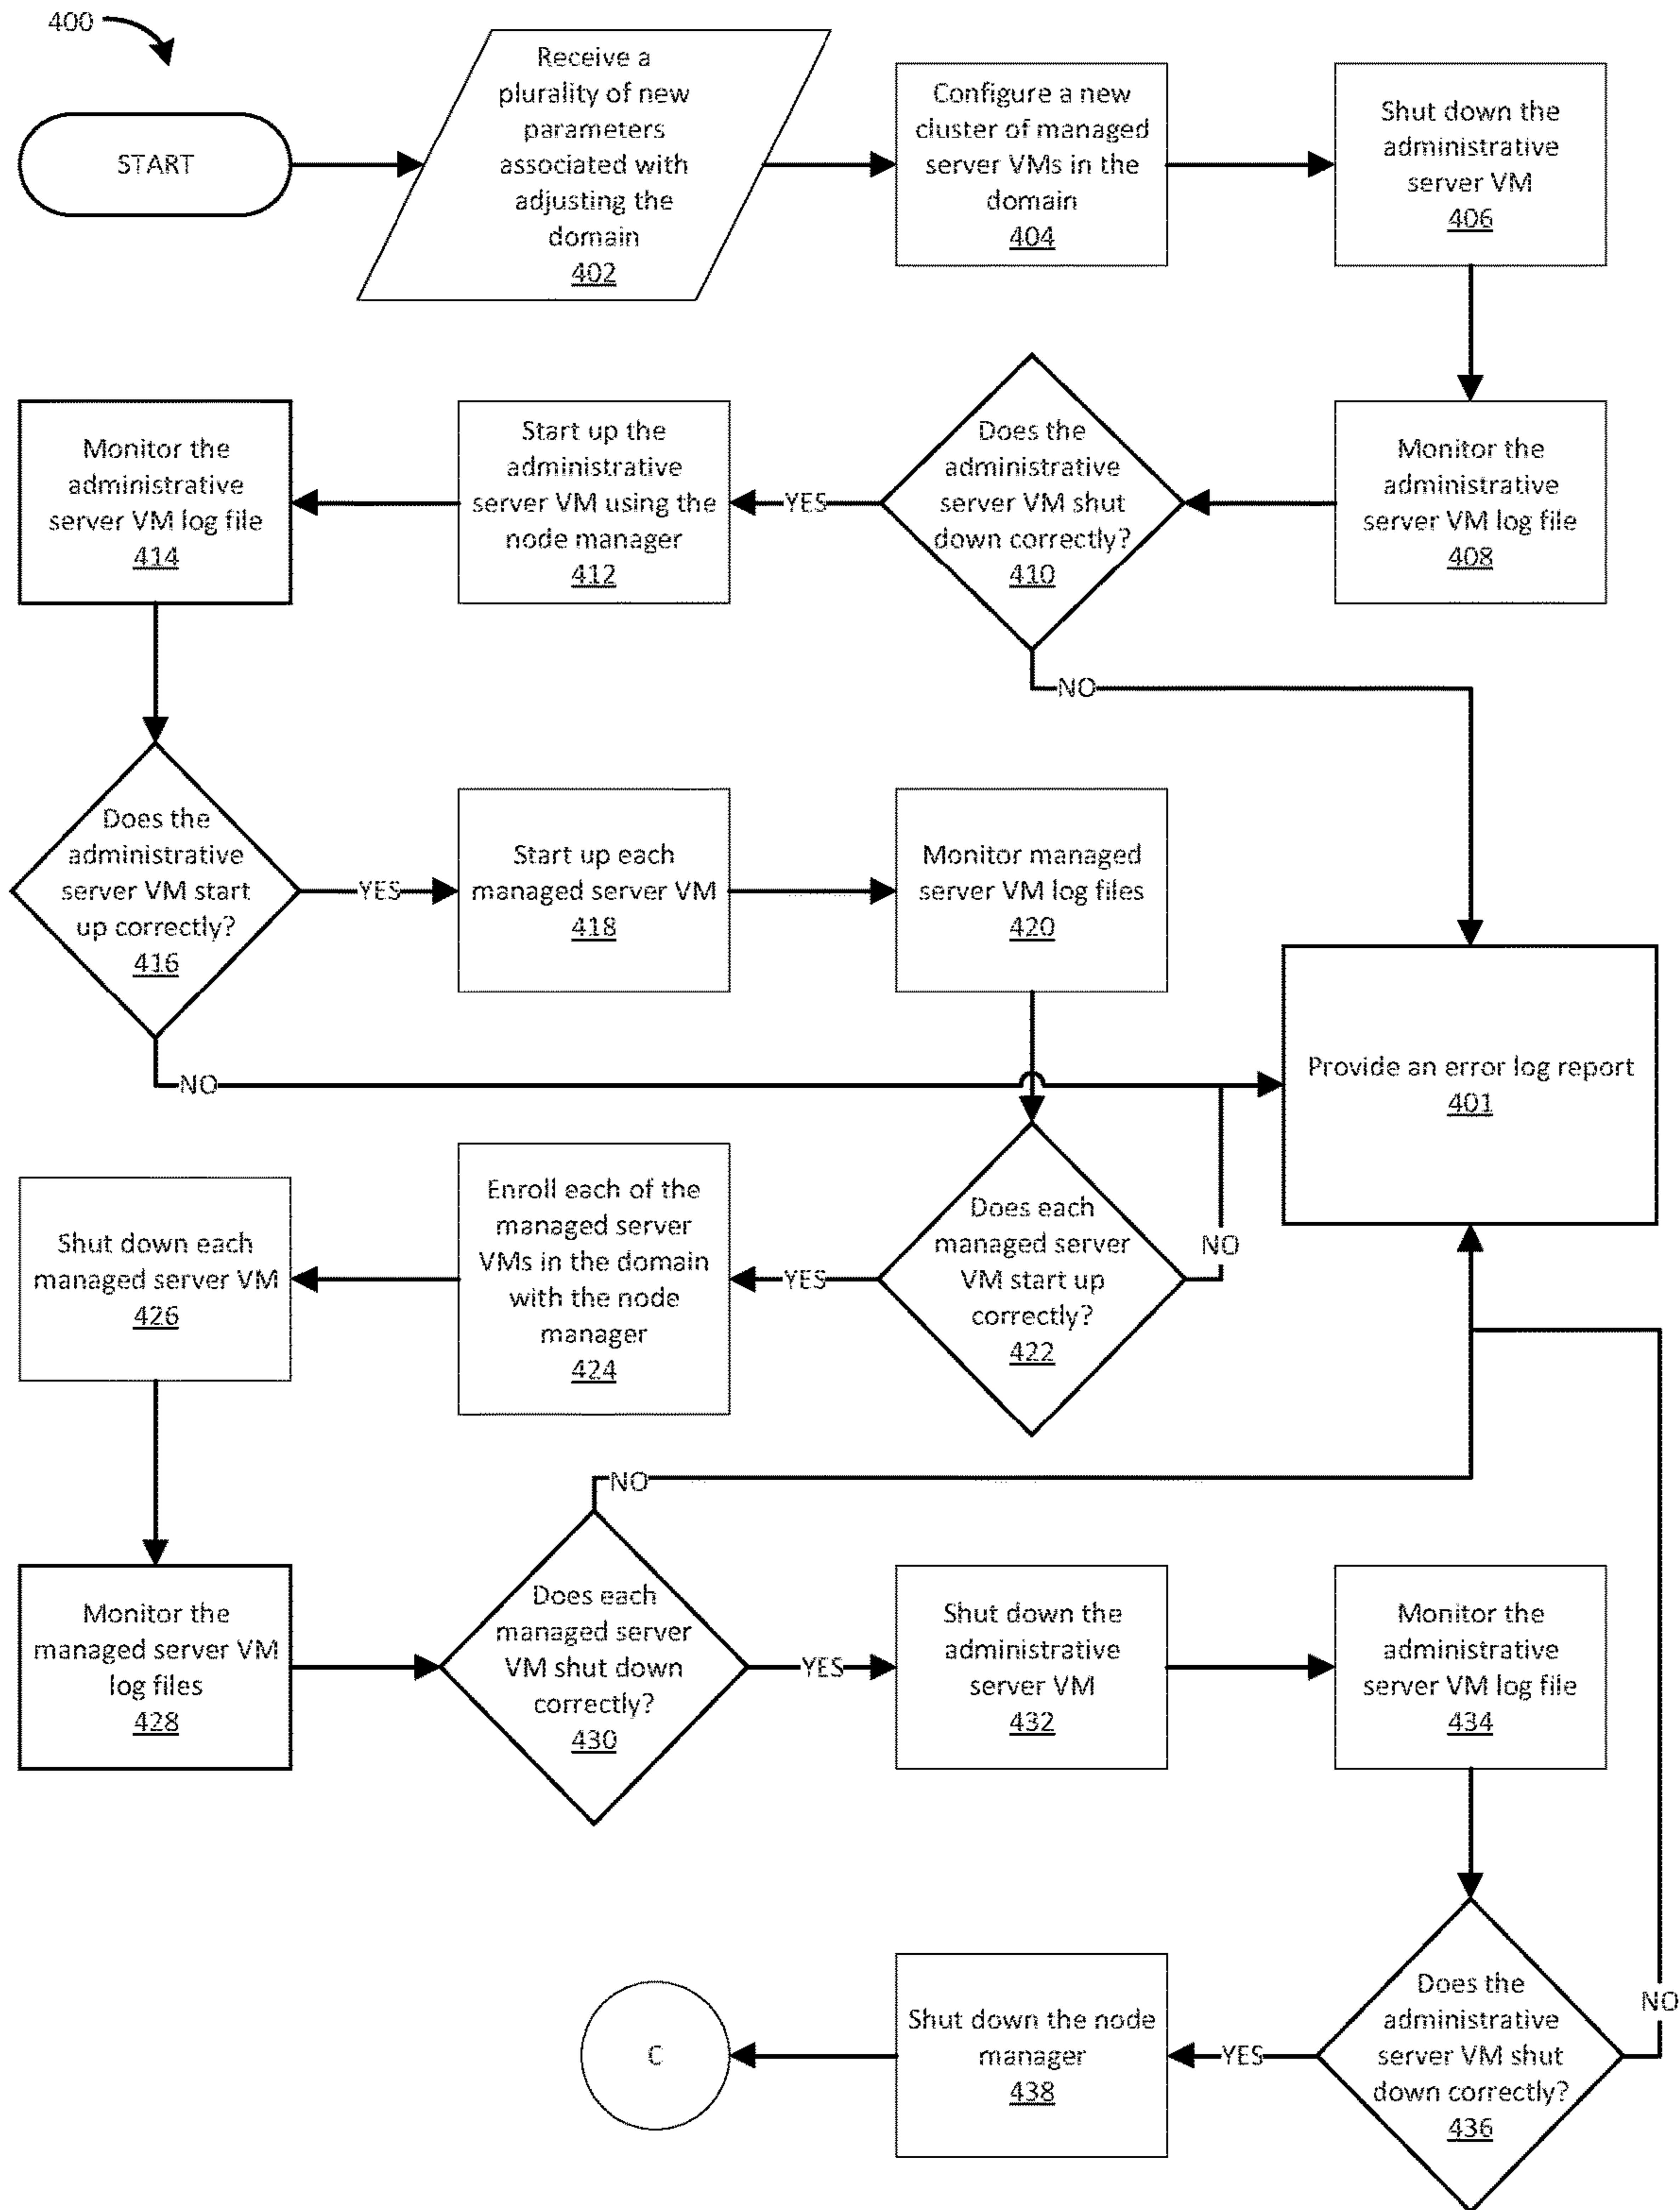 400
START
Receive a
plurality of new
parameters
associated with
adjusting the
domain
402
Configure a new
cluster of managed
server VMs in the
domain
404
Shut down the
administrative
server VM
406
Monitor the
administrative
server VM log file
408
Does the
administrative
server VM shut
down correctly?
410
YES
NO
Start up the
administrative
server VM using the
node manager
412
Monitor the
administrative
server VM log file
414
Does the
administrative
server VM start
up correctly?
416
YES
NO
Start up each
managed server VM
418
Monitor managed
server VM log files
420
Provide an error log report
401
Does each
managed server
VM start up
correctly?
422
NO
YES
Enroll each of the
managed server
VMs in the domain
with the node
manager
424
Shut down each
managed server VM
426
Monitor the
managed server VM
log files
428
Does each
managed server
VM shut down
correctly?
430
NO
YES
Shut down the
administrative
server VM
432
Monitor the
administrative
server VM log file
434
Does the
administrative
server VM shut
down correctly?
436
NO
YES
Shut down the node
manager
438
C